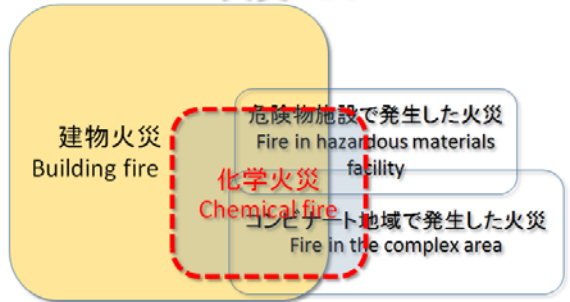 建物火災
Building fire
危険物施設で発生した火災
Fire in hazardous materials
facility
化学火災
Chemical fire
コンビナート地域で発生した火災
Fire in the complex area